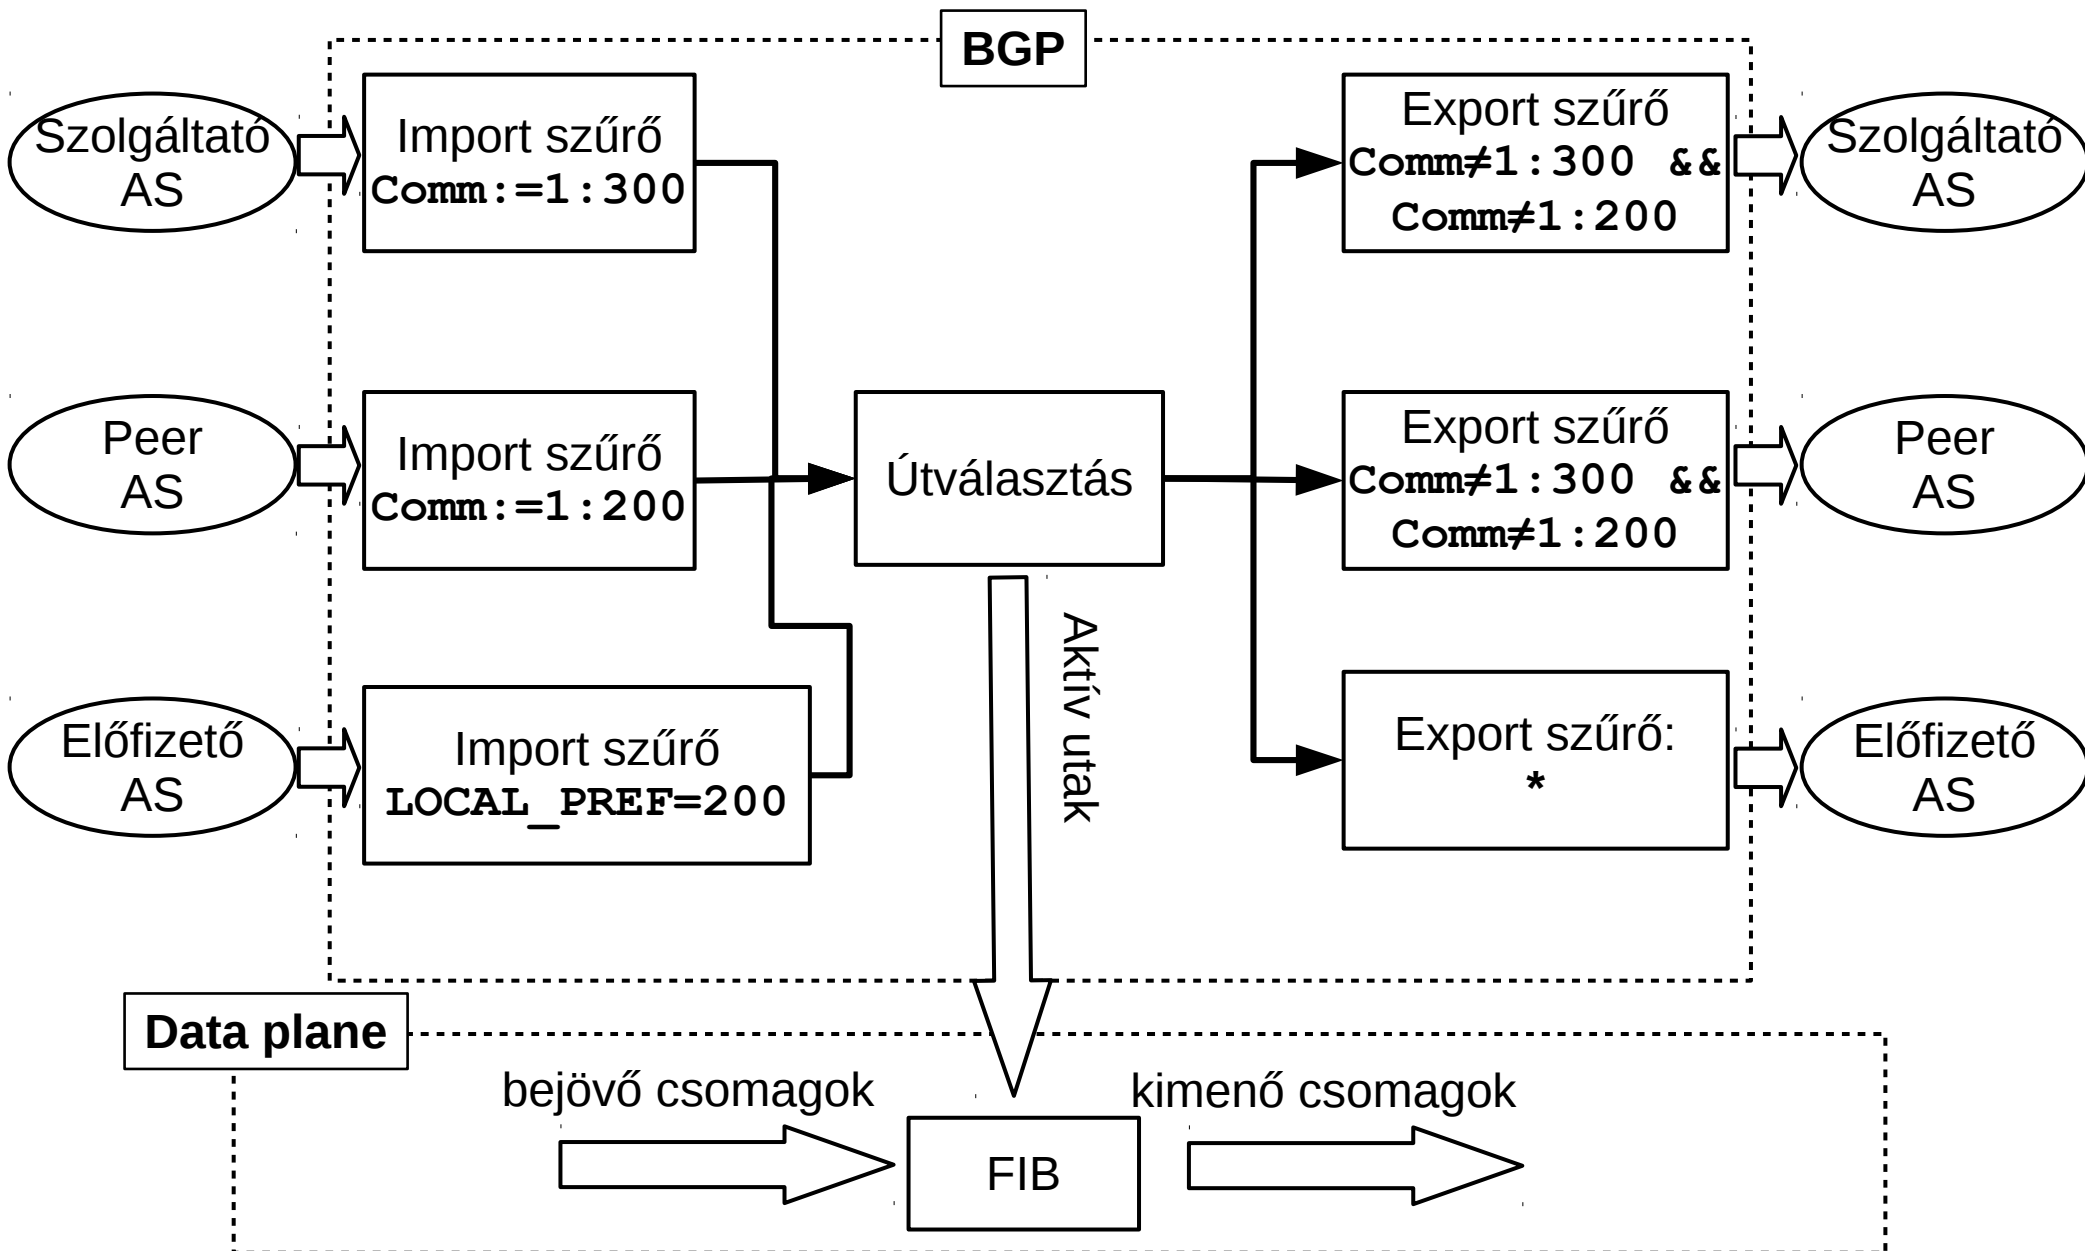 BGP
Szolgáltató
AS
Import szűrő
Comm:=1:300
Export szűrő
Comm≠1:300 &&
Comm≠1:200
Szolgáltató
AS
Peer
AS
Import szűrő
Comm:=1:200
Útválasztás
Export szűrő
Comm≠1:300 &&
Comm≠1:200
Peer
AS
Előfizető
AS
Import szűrő
LOCAL_PREF=200
Aktív utak
Export szűrő:
*
Előfizető
AS
Data plane
bejövő csomagok
FIB
kimenő csomagok